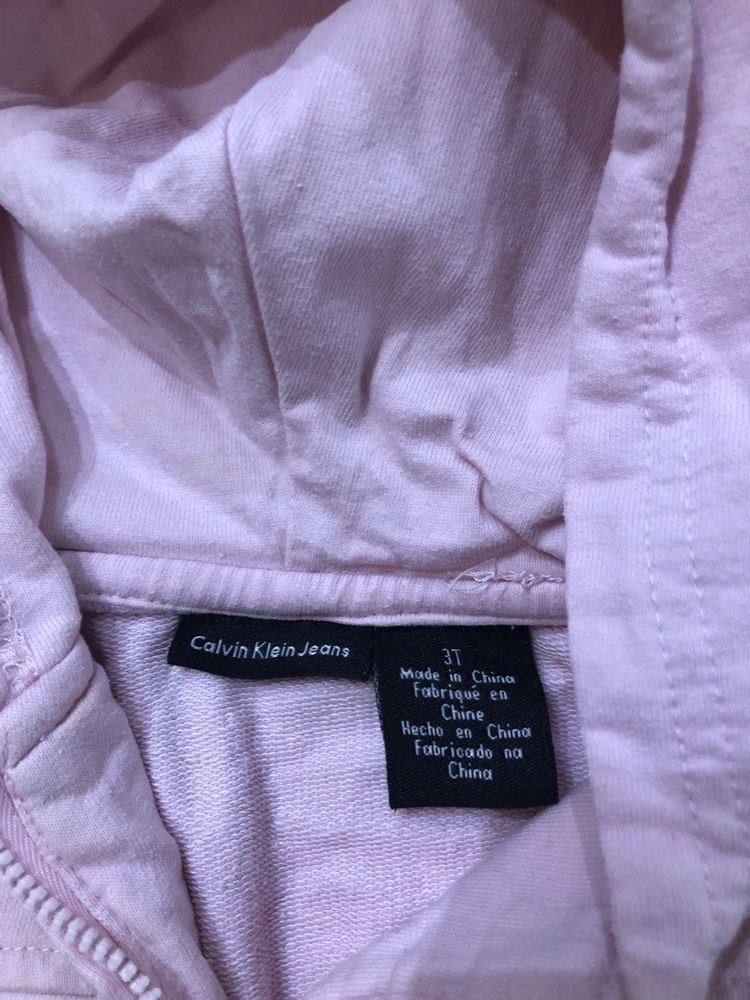 Calvin Klein Jeans
3T
Made in China
Fabriqué en
Chine
Hecho en China
Fabricado na
China